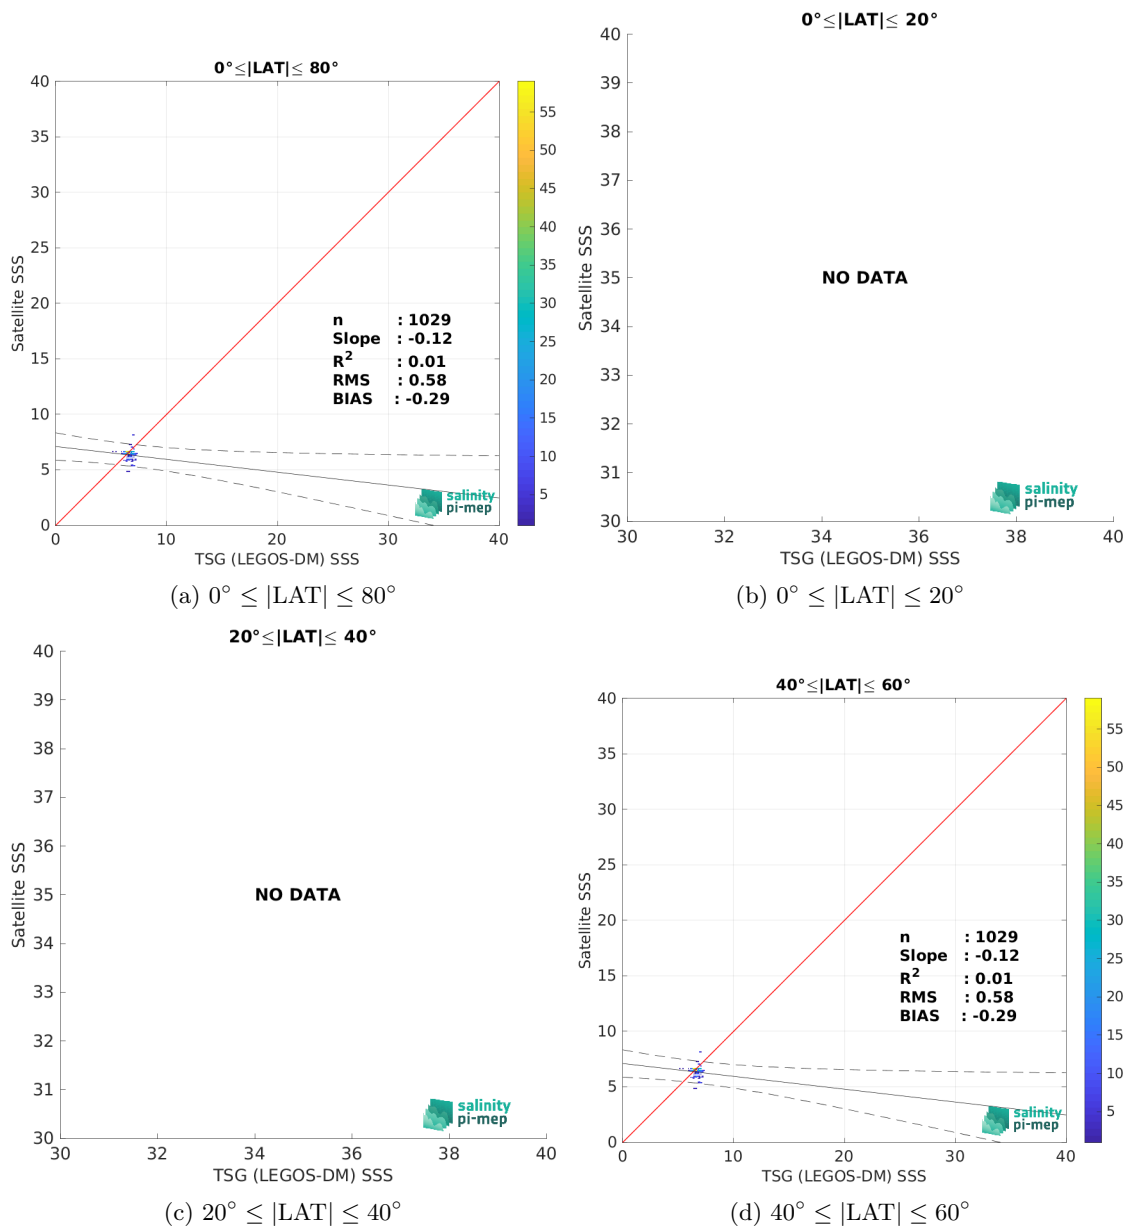 0°≤|LAT|≤ 80°
40
35
30
25
20
15
10
5
0
Satellite SSS
n : 1029
Slope : -0.12
R² : 0.01
RMS : 0.58
BIAS : -0.29
salinity
pi-mep
0 10 20 30 40
TSG (LEGOS-DM) SSS
55
50
45
40
35
30
25
20
15
10
5
(a) 0° ≤ |LAT| ≤ 80°
0°≤|LAT|≤ 20°
40
39
38
37
36
35
34
33
32
31
30
Satellite SSS
NO DATA
salinity
pi-mep
30 32 34 36 38 40
TSG (LEGOS-DM) SSS
(b) 0° ≤ |LAT| ≤ 20°
20°≤|LAT|≤ 40°
40
39
38
37
36
35
34
33
32
31
30
Satellite SSS
NO DATA
salinity
pi-mep
30 32 34 36 38 40
TSG (LEGOS-DM) SSS
(c) 20° ≤ |LAT| ≤ 40°
40°≤|LAT|≤ 60°
40
35
30
25
20
15
10
5
0
Satellite SSS
n : 1029
Slope : -0.12
R² : 0.01
RMS : 0.58
BIAS : -0.29
salinity
pi-mep
0 10 20 30 40
TSG (LEGOS-DM) SSS
55
50
45
40
35
30
25
20
15
10
5
(d) 40° ≤ |LAT| ≤ 60°